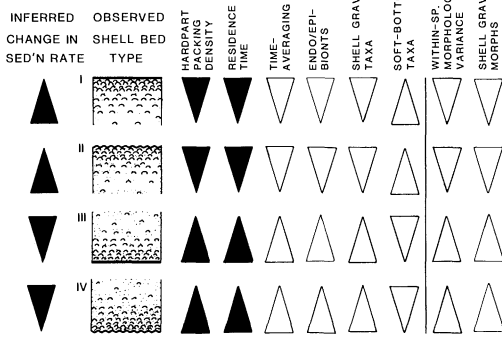 INFERRED
CHANGE IN
SED'N RATE
OBSERVED
SHELL BED
TYPE
HARDPART
PACKING
DENSITY
RESIDENCE
TIME
TIME-
AVERAGING
ENDO/EPI-
BIONTS
SHELL GRAV
TAXA
SOFT-BOTT
TAXA
WITHIN-SP.
MORPHOLOG
VARIANCE
SHELL GRAV
MORPHS
I
II
III
IV